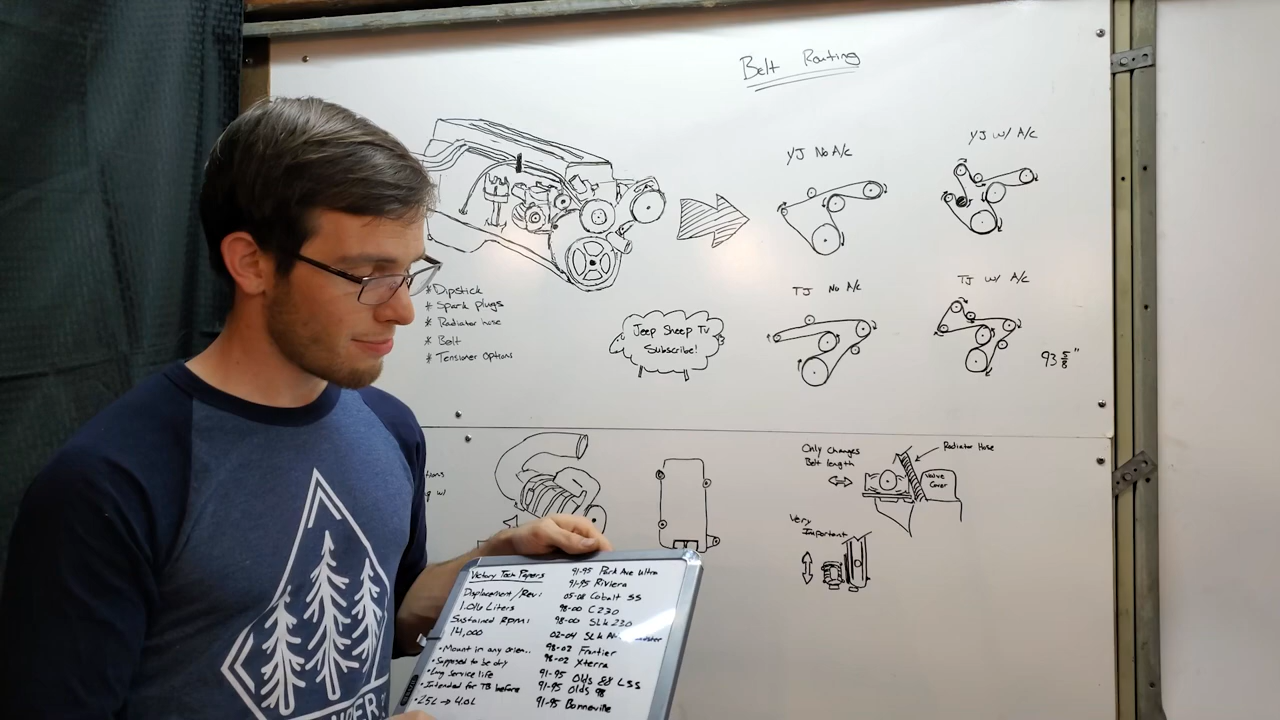 Belt Routing
YJ No A/c
YJ w/ A/c
TJ No A/c
TJ w/ A/c
93 5/8"
* Dipstick
* Spark plugs
* Radiator hose
* Belt
* Tensioner Options
Jeep Sheep Tv
Subscribe!
Only Changes
Belt length
Radiator Hose
Valve
Cover
Very
Important
Victory Tech Papers
Displacement/Rev:
1.016 Liters
Sustained RPM:
14,000
• Mount in any orien..
• Supposed to be dry
• Long service life
• Intended for TB before
• 2.5L → 4.0L
91-95 Park Ave Ultra
91-95 Riviera
05-08 Cobalt SS
98-00 C230
98-00 SLK 230
02-04 SLK
98-02 Frontier
98-02 Xterra
91-95 Olds 88 LSS
91-95 Olds 98
91-95 Bonneville